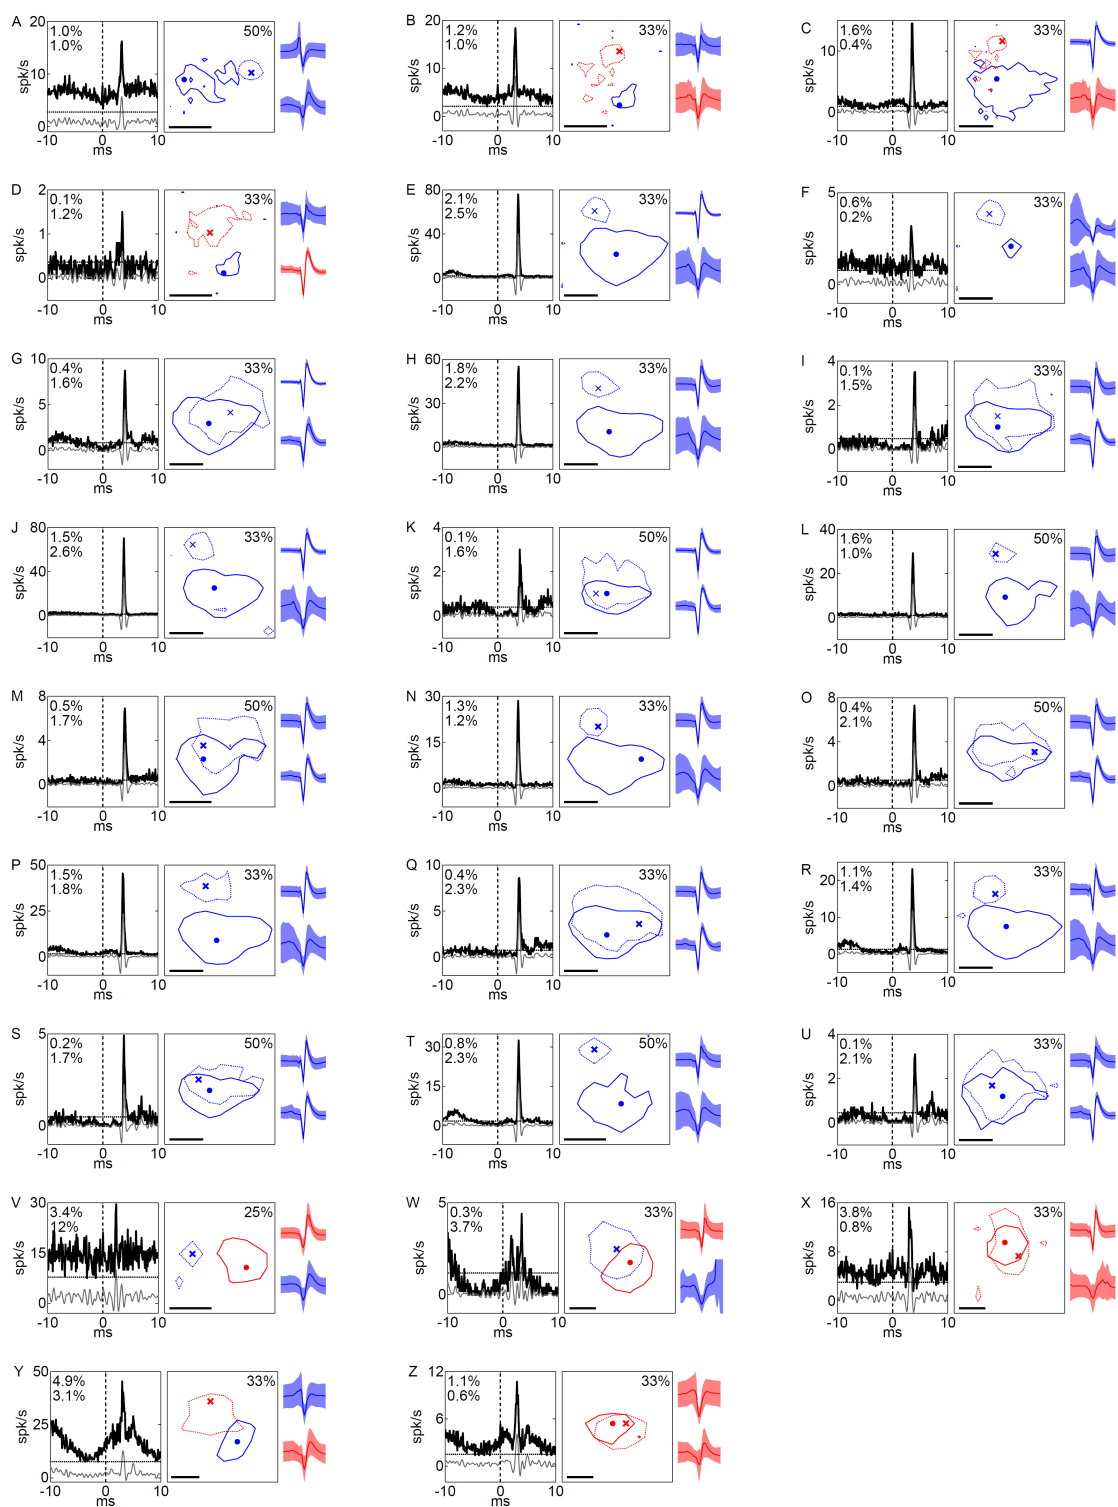 A
20
10
0
spk/s
1.0%
1.0%
50%
-10 0 10
ms
B
20
10
0
spk/s
1.2%
1.0%
33%
-10 0 10
ms
C
10
0
spk/s
1.6%
0.4%
33%
-10 0 10
ms
D
2
1
0
spk/s
0.1%
1.2%
33%
-10 0 10
ms
E
80
40
0
spk/s
2.1%
2.5%
33%
-10 0 10
ms
F
5
0
spk/s
0.6%
0.2%
33%
-10 0 10
ms
G
10
5
0
spk/s
0.4%
1.6%
33%
-10 0 10
ms
H
60
30
0
spk/s
1.8%
2.2%
33%
-10 0 10
ms
I
4
2
0
spk/s
0.1%
1.5%
33%
-10 0 10
ms
J
80
40
0
spk/s
1.5%
2.6%
33%
-10 0 10
ms
K
4
2
0
spk/s
0.1%
1.6%
50%
-10 0 10
ms
L
40
20
0
spk/s
1.6%
1.0%
50%
-10 0 10
ms
M
8
4
0
spk/s
0.5%
1.7%
50%
-10 0 10
ms
N
30
15
0
spk/s
1.3%
1.2%
33%
-10 0 10
ms
O
8
4
0
spk/s
0.4%
2.1%
50%
-10 0 10
ms
P
50
25
0
spk/s
1.5%
1.8%
33%
-10 0 10
ms
Q
10
5
0
spk/s
0.4%
2.3%
33%
-10 0 10
ms
R
20
10
0
spk/s
1.1%
1.4%
33%
-10 0 10
ms
S
5
0
spk/s
0.2%
1.7%
50%
-10 0 10
ms
T
30
15
0
spk/s
0.8%
2.3%
50%
-10 0 10
ms
U
4
2
0
spk/s
0.1%
2.1%
33%
-10 0 10
ms
V
30
15
0
spk/s
3.4%
12%
25%
-10 0 10
ms
W
5
0
spk/s
0.3%
3.7%
33%
-10 0 10
ms
X
16
8
0
spk/s
3.8%
0.8%
33%
-10 0 10
ms
Y
50
25
0
spk/s
4.9%
3.1%
33%
-10 0 10
ms
Z
12
6
0
spk/s
1.1%
0.6%
33%
-10 0 10
ms